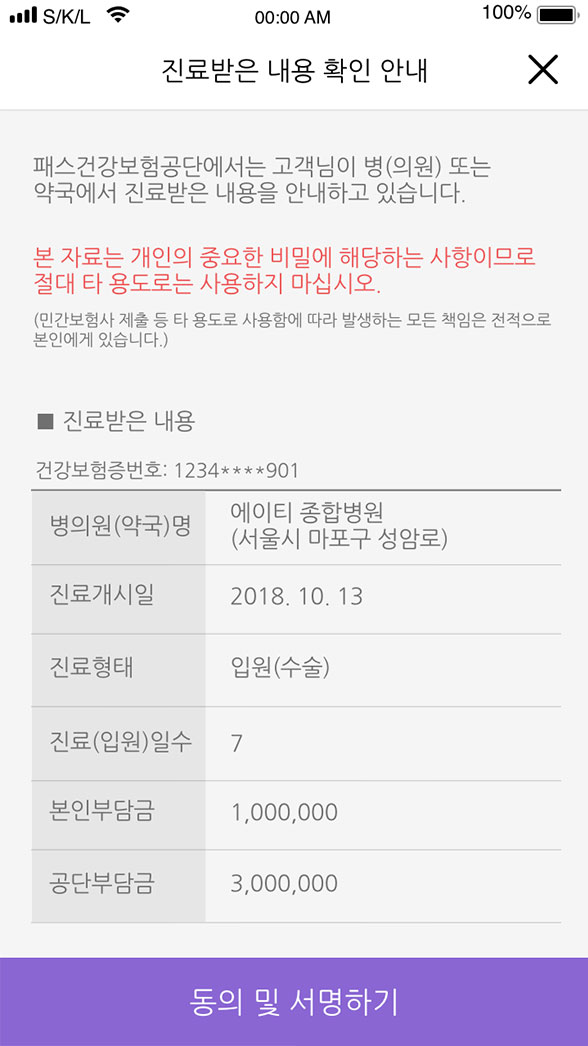 S/K/L 00:00 AM 100%
진료받은 내용 확인 안내
패스건강보험공단에서는 고객님이 병(의원) 또는
약국에서 진료받은 내용을 안내하고 있습니다.
본 자료는 개인의 중요한 비밀에 해당하는 사항이므로
절대 타 용도로는 사용하지 마십시오.
(민간보험사 제출 등 타 용도로 사용함에 따라 발생하는 모든 책임은 전적으로
본인에게 있습니다.)
■ 진료받은 내용
건강보험증번호: 1234****901
병의원(약국)명 에이티 종합병원
(서울시 마포구 성암로)
진료개시일 2018. 10. 13
진료형태 입원(수술)
진료(입원)일수 7
본인부담금 1,000,000
공단부담금 3,000,000
동의 및 서명하기